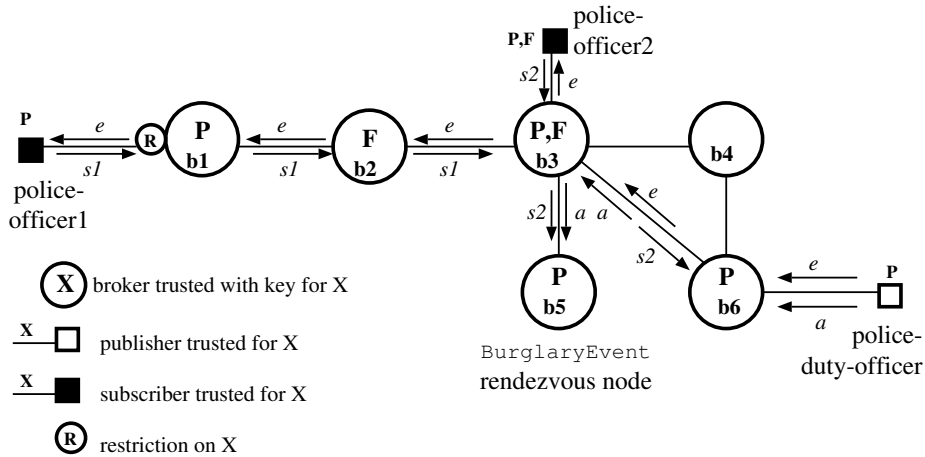 police-
officer2
P,F
s2
e
P
e
R
P
b1
e
F
b2
e
P,F
b3
b4
s1
s1
s1
police-
officer1
s2
a
a
e
s2
X
broker trusted with key for X
P
b5
P
b6
e
P
a
X
publisher trusted for X
BurglaryEvent
rendezvous node
police-
duty-officer
X
subscriber trusted for X
R
restriction on X